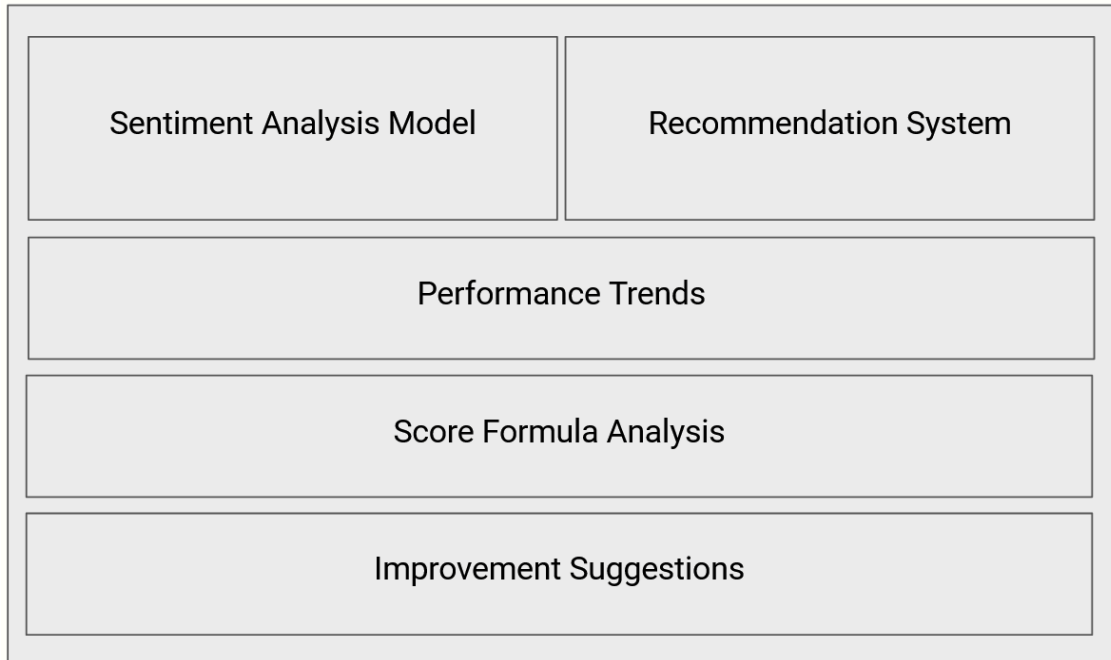 Sentiment Analysis Model
Recommendation System
Performance Trends
Score Formula Analysis
Improvement Suggestions